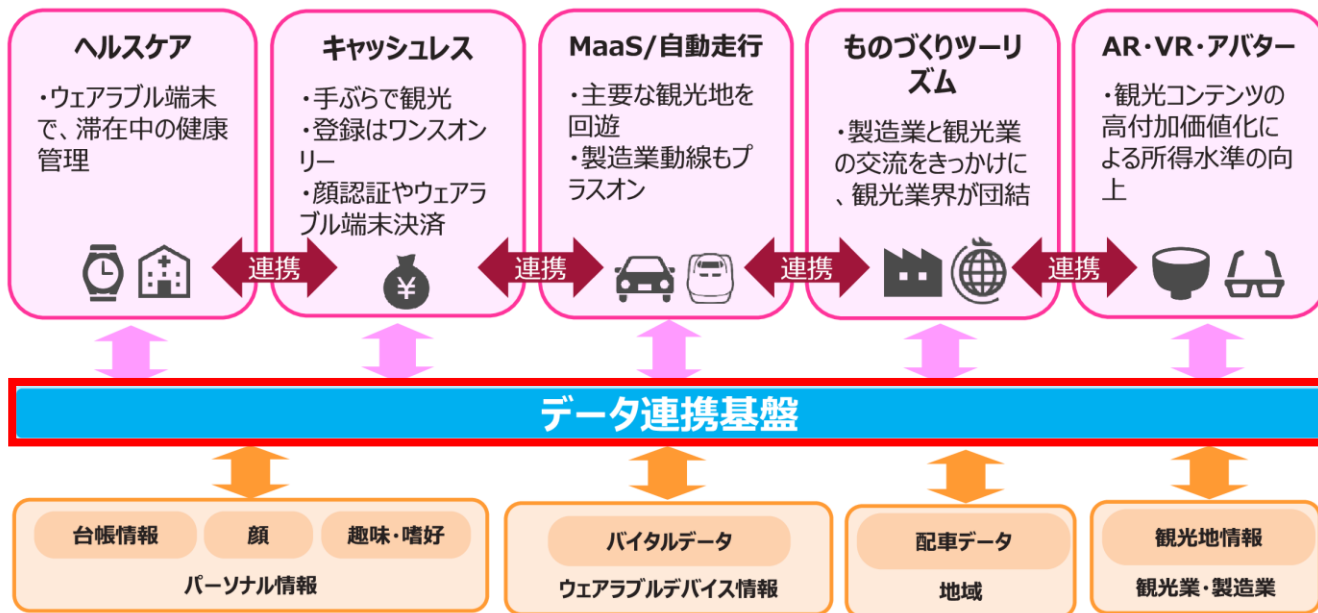 ヘルスケア
・ウェアラブル端末
で、滞在中の健康
管理
キャッシュレス
・手ぶらで観光
・登録はワンスオン
リー
・顔認証やウェアラ
ブル端末決済
MaaS/自動走行
・主要な観光地を
回遊
・製造業動線もプ
ラスオン
ものづくりツーリ
ズム
・製造業と観光業
の交流をきっかけに
、観光業界が団結
AR・VR・アバター
・観光コンテンツの
高付加価値化に
よる所得水準の向
上
連携
連携
連携
連携
¥
データ連携基盤
台帳情報
顔
趣味・嗜好
パーソナル情報
バイタルデータ
ウェアラブルデバイス情報
配車データ
地域
観光地情報
観光業・製造業